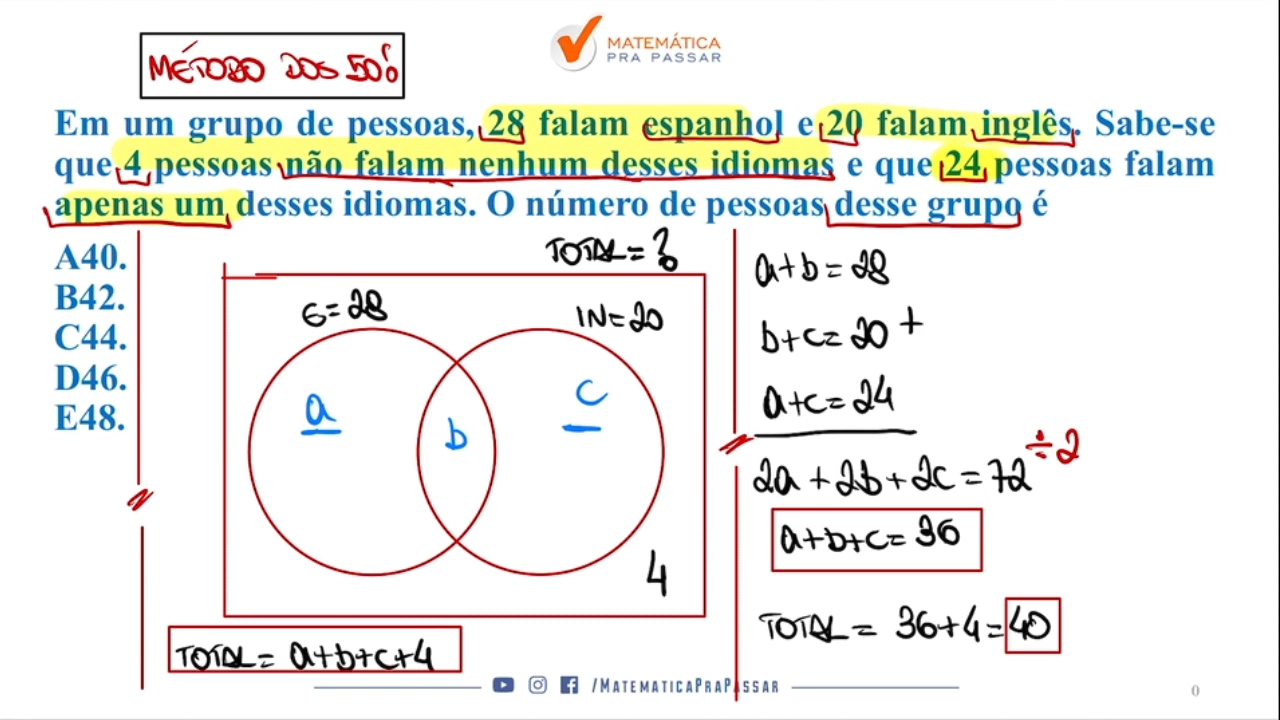 MATEMÁTICA
PRA PASSAR
MÉTODO DOS 50%
Em um grupo de pessoas, 28 falam espanhol e 20 falam inglês. Sabe-se
que 4 pessoas não falam nenhum desses idiomas e que 24 pessoas falam
apenas um desses idiomas. O número de pessoas desse grupo é
A40.
B42.
C44.
D46.
E48.
TOTAL = ?
E=28
IN=20
a
b
c
4
TOTAL = a+b+c+4
a+b=28
b+c=20 +
a+c=24
2a+2b+2c=72 ÷2
a+b+c=36
TOTAL = 36+4=40
/MATEMATICAPRAPASSAR
0